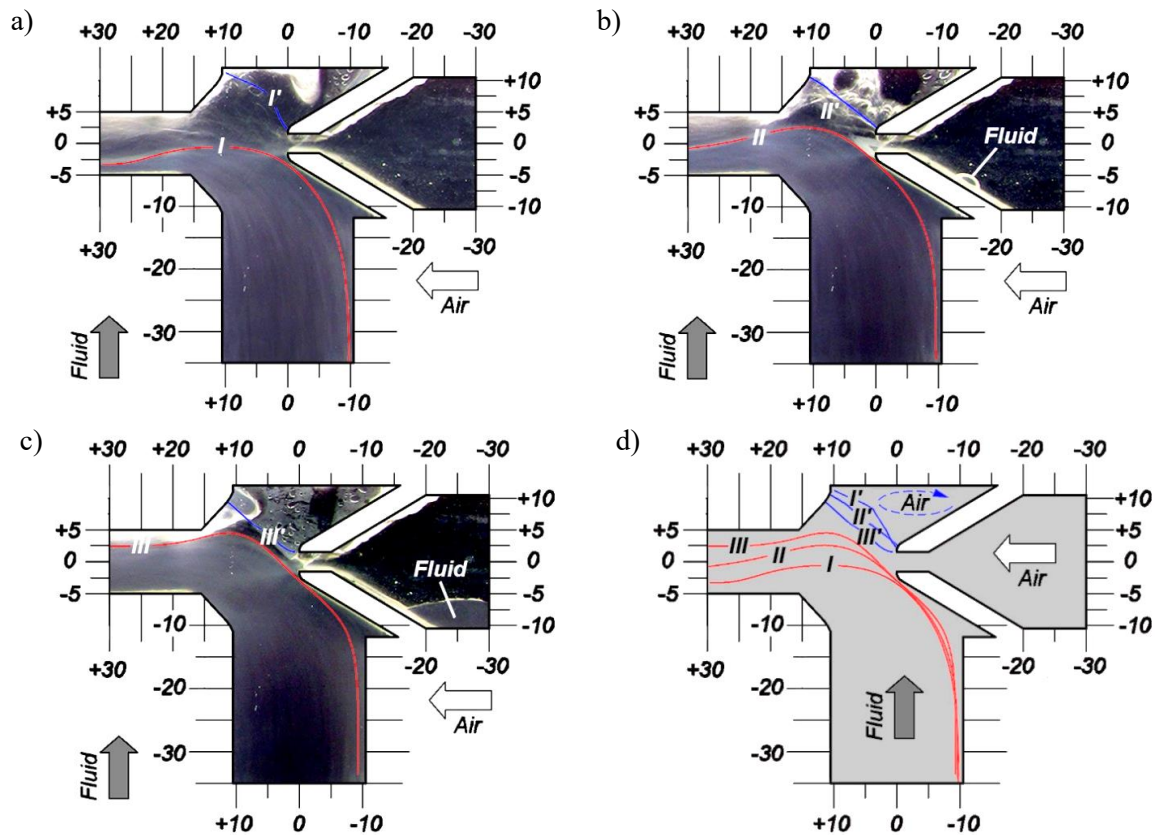 a)
+30 +20 +10 0 -10 -20 -30
+10
I'
+5 +5
0 I 0
-5 -5
-10 -10
+30 -20 -30
-20
Air
-30
Fluid
+10 0 -10
b)
+30 +20 +10 0 -10 -20 -30
+10
II'
+5 +5
0 II Fluid 0
-5 -5
-10 -10
+30 -20 -30
-20
Air
-30
Fluid
+10 0 -10
c)
+30 +20 +10 0 -10 -20 -30
+10
+5 III' +5
0 III 0
-5 Fluid -5
-10 -10
+30 -20 -30
-20
Air
-30
Fluid
+10 0 -10
d)
+30 +20 +10 0 -10 -20 -30
I' Air +10
II'
+5 III' +5
III
0 II I 0
Air
-5 -5
-10 -10
+30 -20 -30
-20
Fluid
-30
+10 0 -10